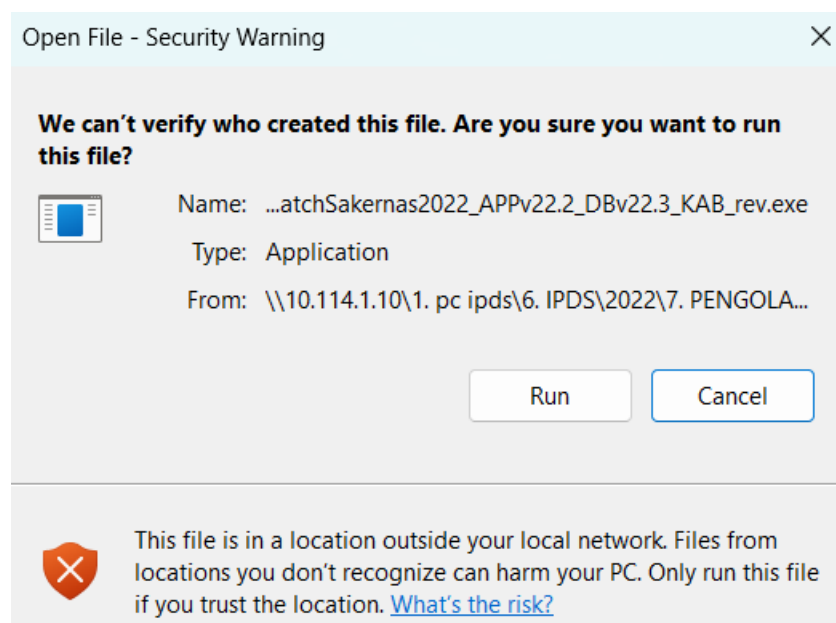 Open File - Security Warning
We can't verify who created this file. Are you sure you want to run
this file?
Name: ...atchSakernas2022_APPv22.2_DBv22.3_KAB_rev.exe
Type: Application
From: \\10.114.1.10\1. pc ipds\6. IPDS\2022\7. PENGOLA...
Run Cancel
This file is in a location outside your local network. Files from
locations you don't recognize can harm your PC. Only run this file
if you trust the location. What's the risk?